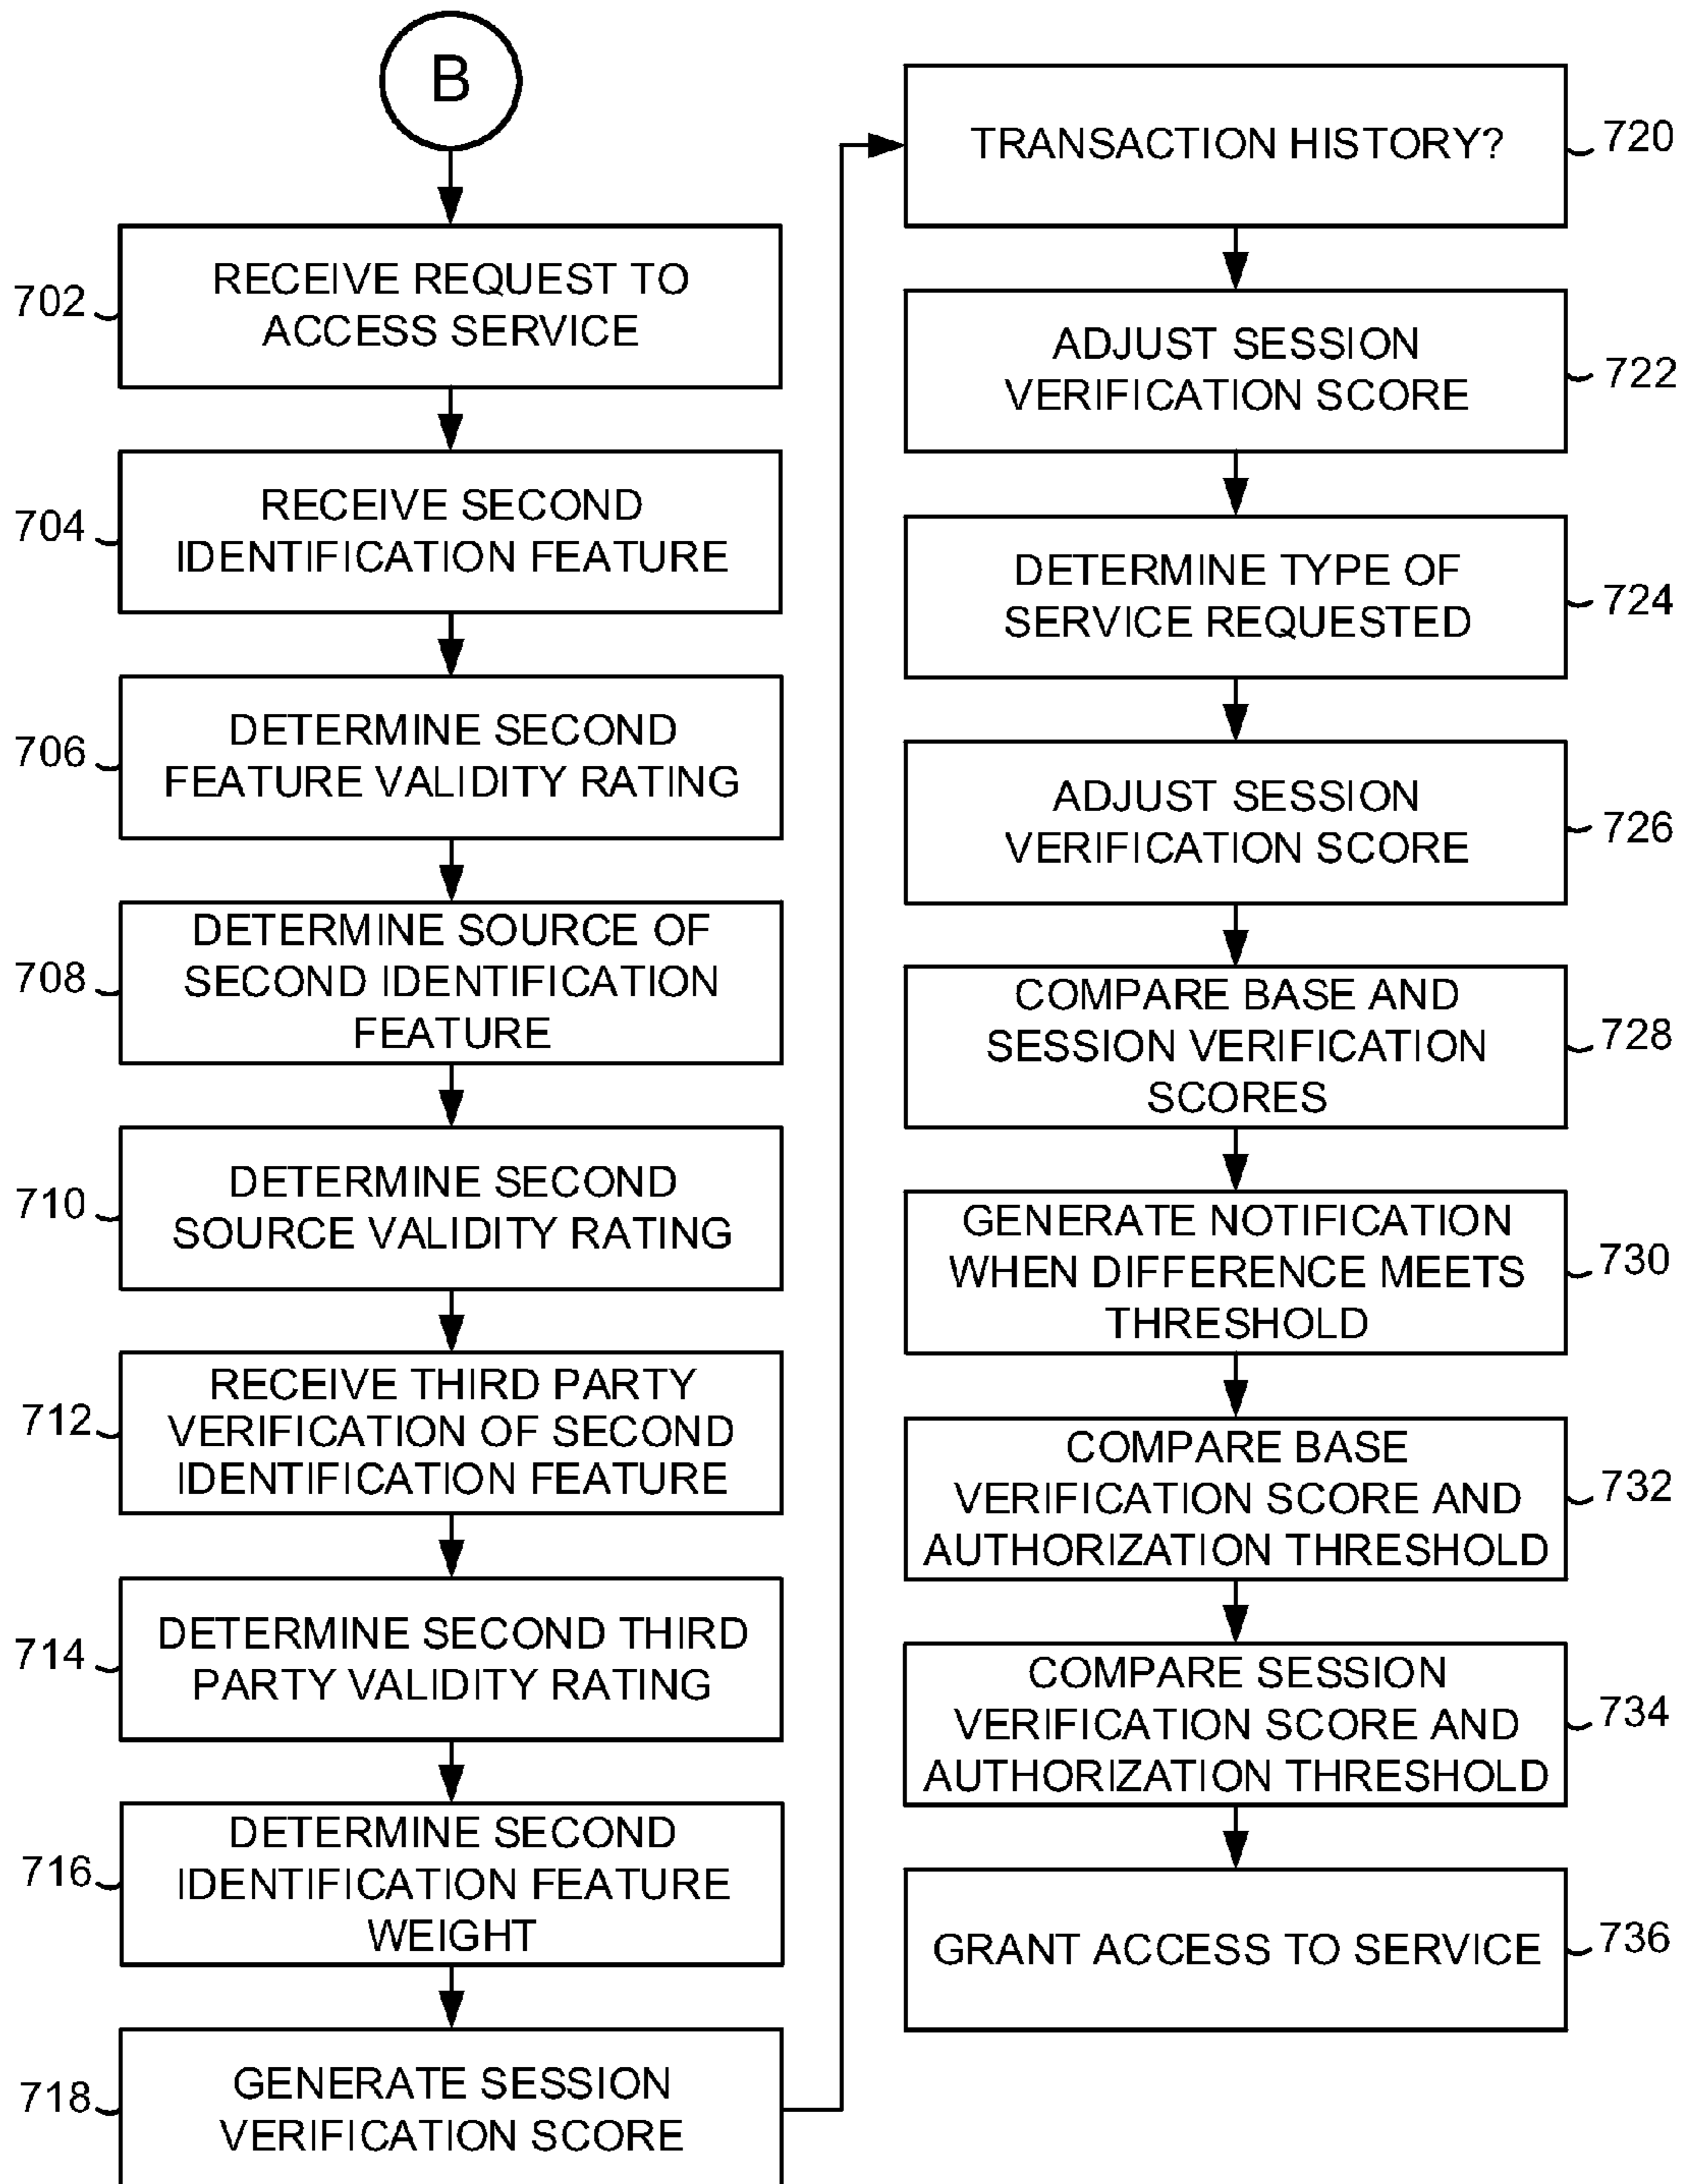 B
702
RECEIVE REQUEST TO
ACCESS SERVICE
704
RECEIVE SECOND
IDENTIFICATION FEATURE
706
DETERMINE SECOND
FEATURE VALIDITY RATING
708
DETERMINE SOURCE OF
SECOND IDENTIFICATION
FEATURE
710
DETERMINE SECOND
SOURCE VALIDITY RATING
712
RECEIVE THIRD PARTY
VERIFICATION OF SECOND
IDENTIFICATION FEATURE
714
DETERMINE SECOND THIRD
PARTY VALIDITY RATING
716
DETERMINE SECOND
IDENTIFICATION FEATURE
WEIGHT
718
GENERATE SESSION
VERIFICATION SCORE
TRANSACTION HISTORY?
720
ADJUST SESSION
VERIFICATION SCORE
722
DETERMINE TYPE OF
SERVICE REQUESTED
724
ADJUST SESSION
VERIFICATION SCORE
726
COMPARE BASE AND
SESSION VERIFICATION
SCORES
728
GENERATE NOTIFICATION
WHEN DIFFERENCE MEETS
THRESHOLD
730
COMPARE BASE
VERIFICATION SCORE AND
AUTHORIZATION THRESHOLD
732
COMPARE SESSION
VERIFICATION SCORE AND
AUTHORIZATION THRESHOLD
734
GRANT ACCESS TO SERVICE
736